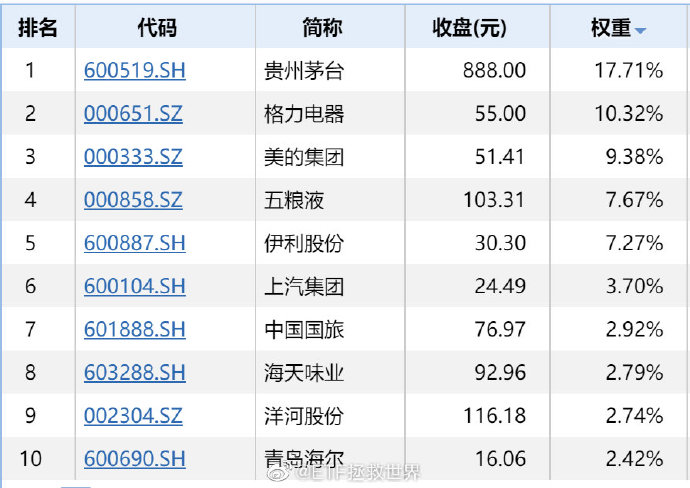 排名 代码 简称 收盘(元) 权重
1 600519.SH 贵州茅台 888.00 17.71%
2 000651.SZ 格力电器 55.00 10.32%
3 000333.SZ 美的集团 51.41 9.38%
4 000858.SZ 五粮液 103.31 7.67%
5 600887.SH 伊利股份 30.30 7.27%
6 600104.SH 上汽集团 24.49 3.70%
7 601888.SH 中国国旅 76.97 2.92%
8 603288.SH 海天味业 92.96 2.79%
9 002304.SZ 洋河股份 116.18 2.74%
10 600690.SH 青岛海尔 16.06 2.42%
@ETF拯救世界